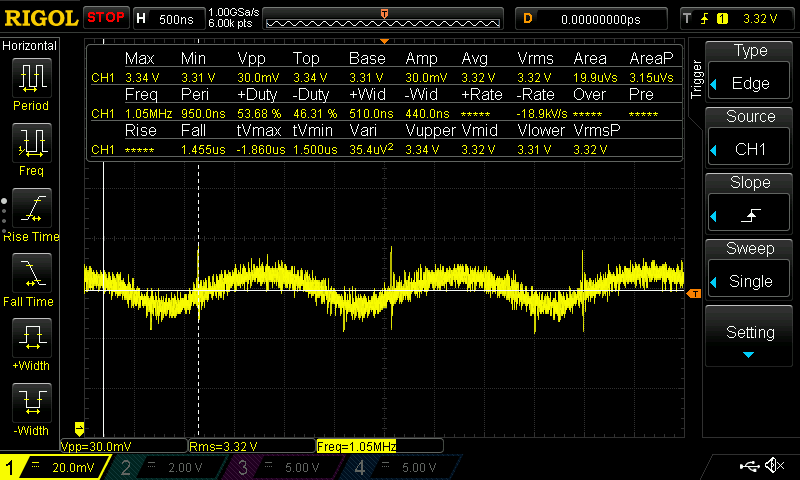 RIGOL STOP H 500ns 1.00GSa/s 6.00k pts T D 0.00000000ps T 1 3.32 V
Horizontal
Period
Freq
Rise Time
Fall Time
+Width
-Width
Max Min Vpp Top Base Amp Avg Vrms Area AreaP
CH1 3.34 V 3.31 V 30.0mV 3.34 V 3.31 V 30.0mV 3.32 V 3.32 V 19.9uVs 3.15uVs
Freq Peri +Duty -Duty +Wid -Wid +Rate -Rate Over Pre
CH1 1.05MHz 950.0ns 53.68 % 46.31 % 510.0ns 440.0ns ***** -18.9kV/s ***** *****
Rise Fall tVmax tVmin Vari Vupper Vmid Vlower VrmsP
CH1 ***** 1.455us -1.860us 1.500us 35.4uV² 3.34 V 3.32 V 3.31 V 3.32 V
Trigger
Type
Edge
Source
CH1
Slope
Sweep
Single
Setting
T
Vpp=30.0mV Rms=3.32 V Freq=1.05MHz
1 20.0mV 2 2.00 V 3 5.00 V 4 5.00 V